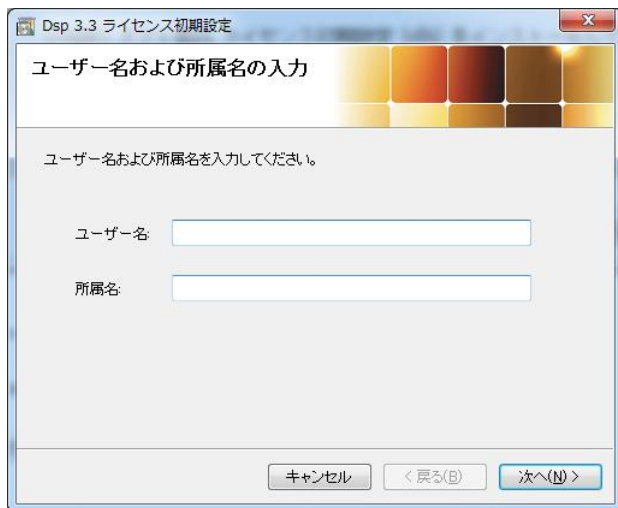 Dsp 3.3 ライセンス初期設定
ユーザー名および所属名の入力
ユーザー名および所属名を入力してください。
ユーザー名:
所属名:
キャンセル
< 戻る(B)
次へ(N) >